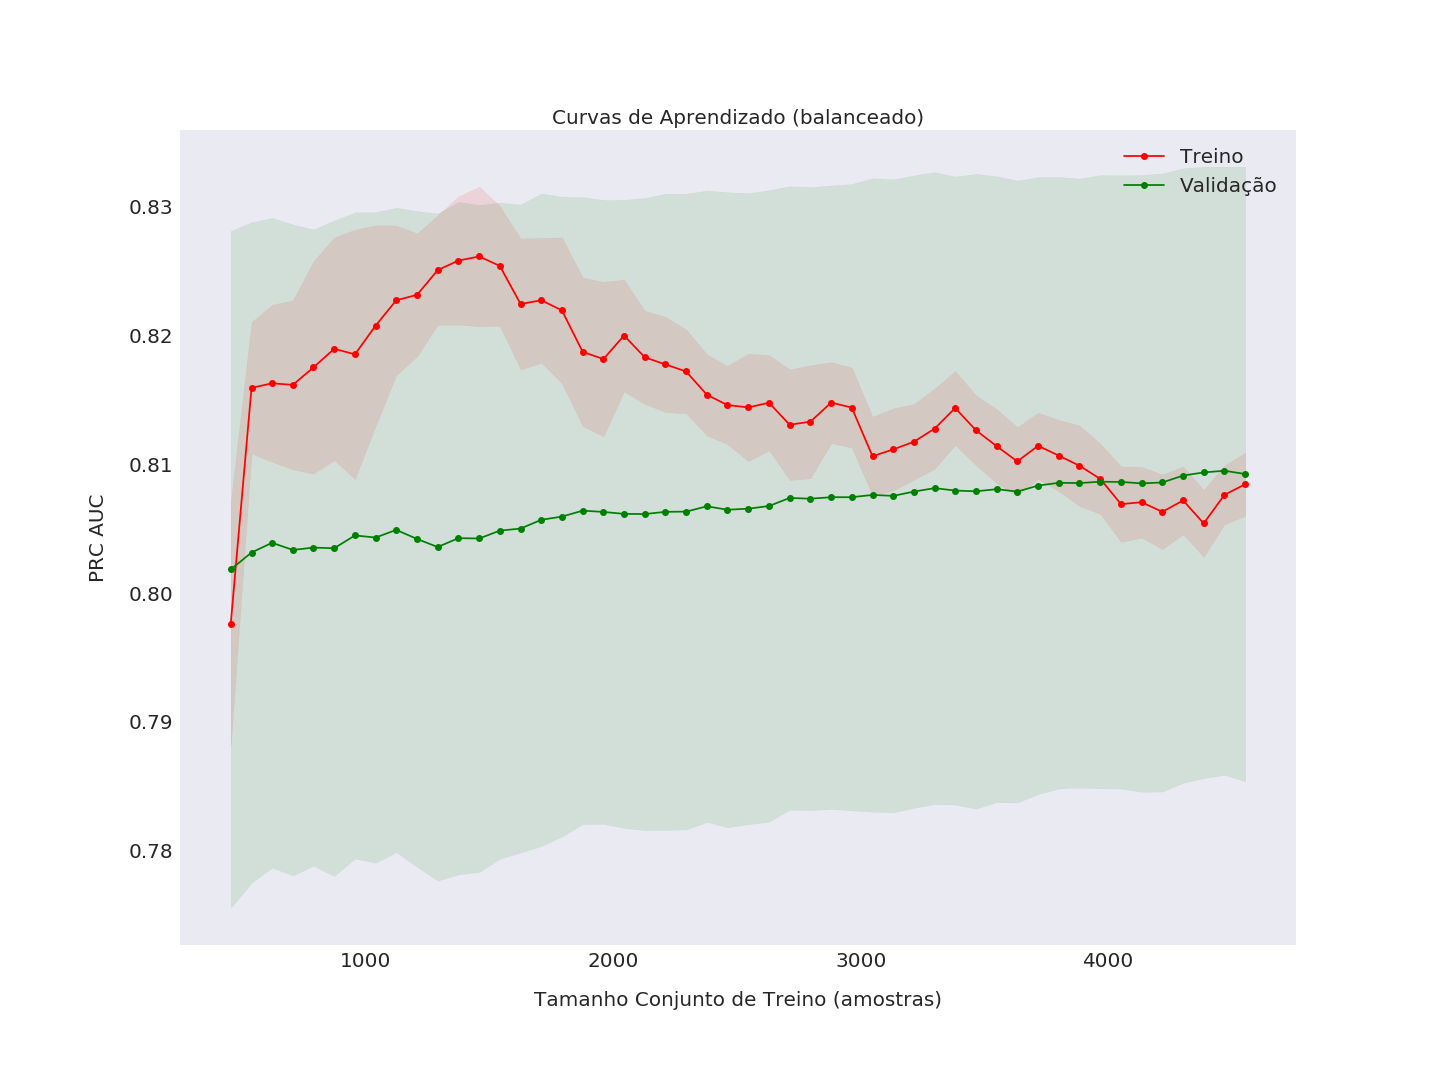 Curvas de Aprendizado (balanceado)
Treino
Validação
0.83
0.82
0.81
0.80
0.79
0.78
PRC AUC
1000 2000 3000 4000
Tamanho Conjunto de Treino (amostras)